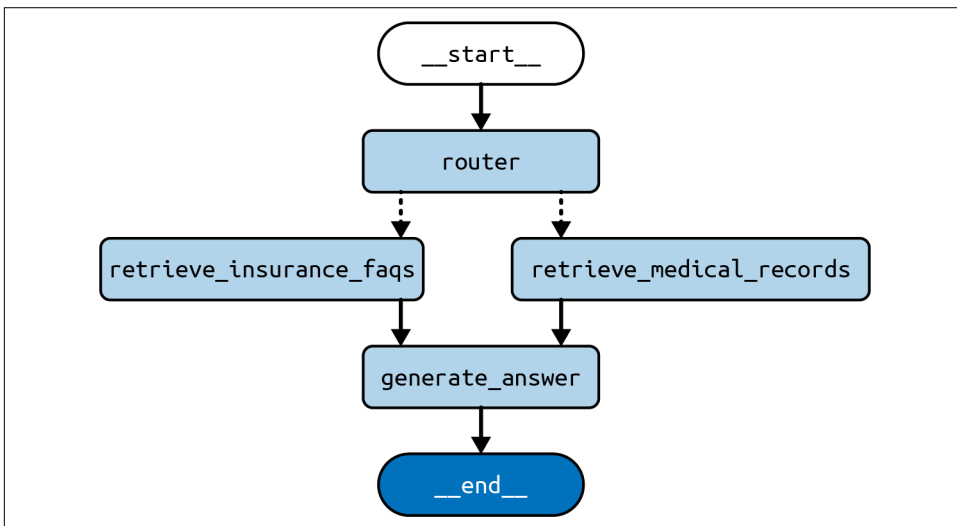 __start__
router
retrieve_insurance_faqs
retrieve_medical_records
generate_answer
__end__